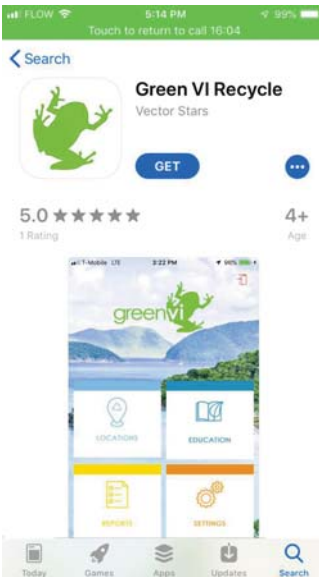 FLOW 5:14 PM 99%
Touch to return to call 16:04
Search
Green VI Recycle
Vector Stars
GET
5.0
1 Rating
4+
Age
T-Mobile LTE 3:22 PM 96%
greenvi
LOCATIONS
EDUCATION
REPORTS
SETTINGS
Today Games Apps Updates Search